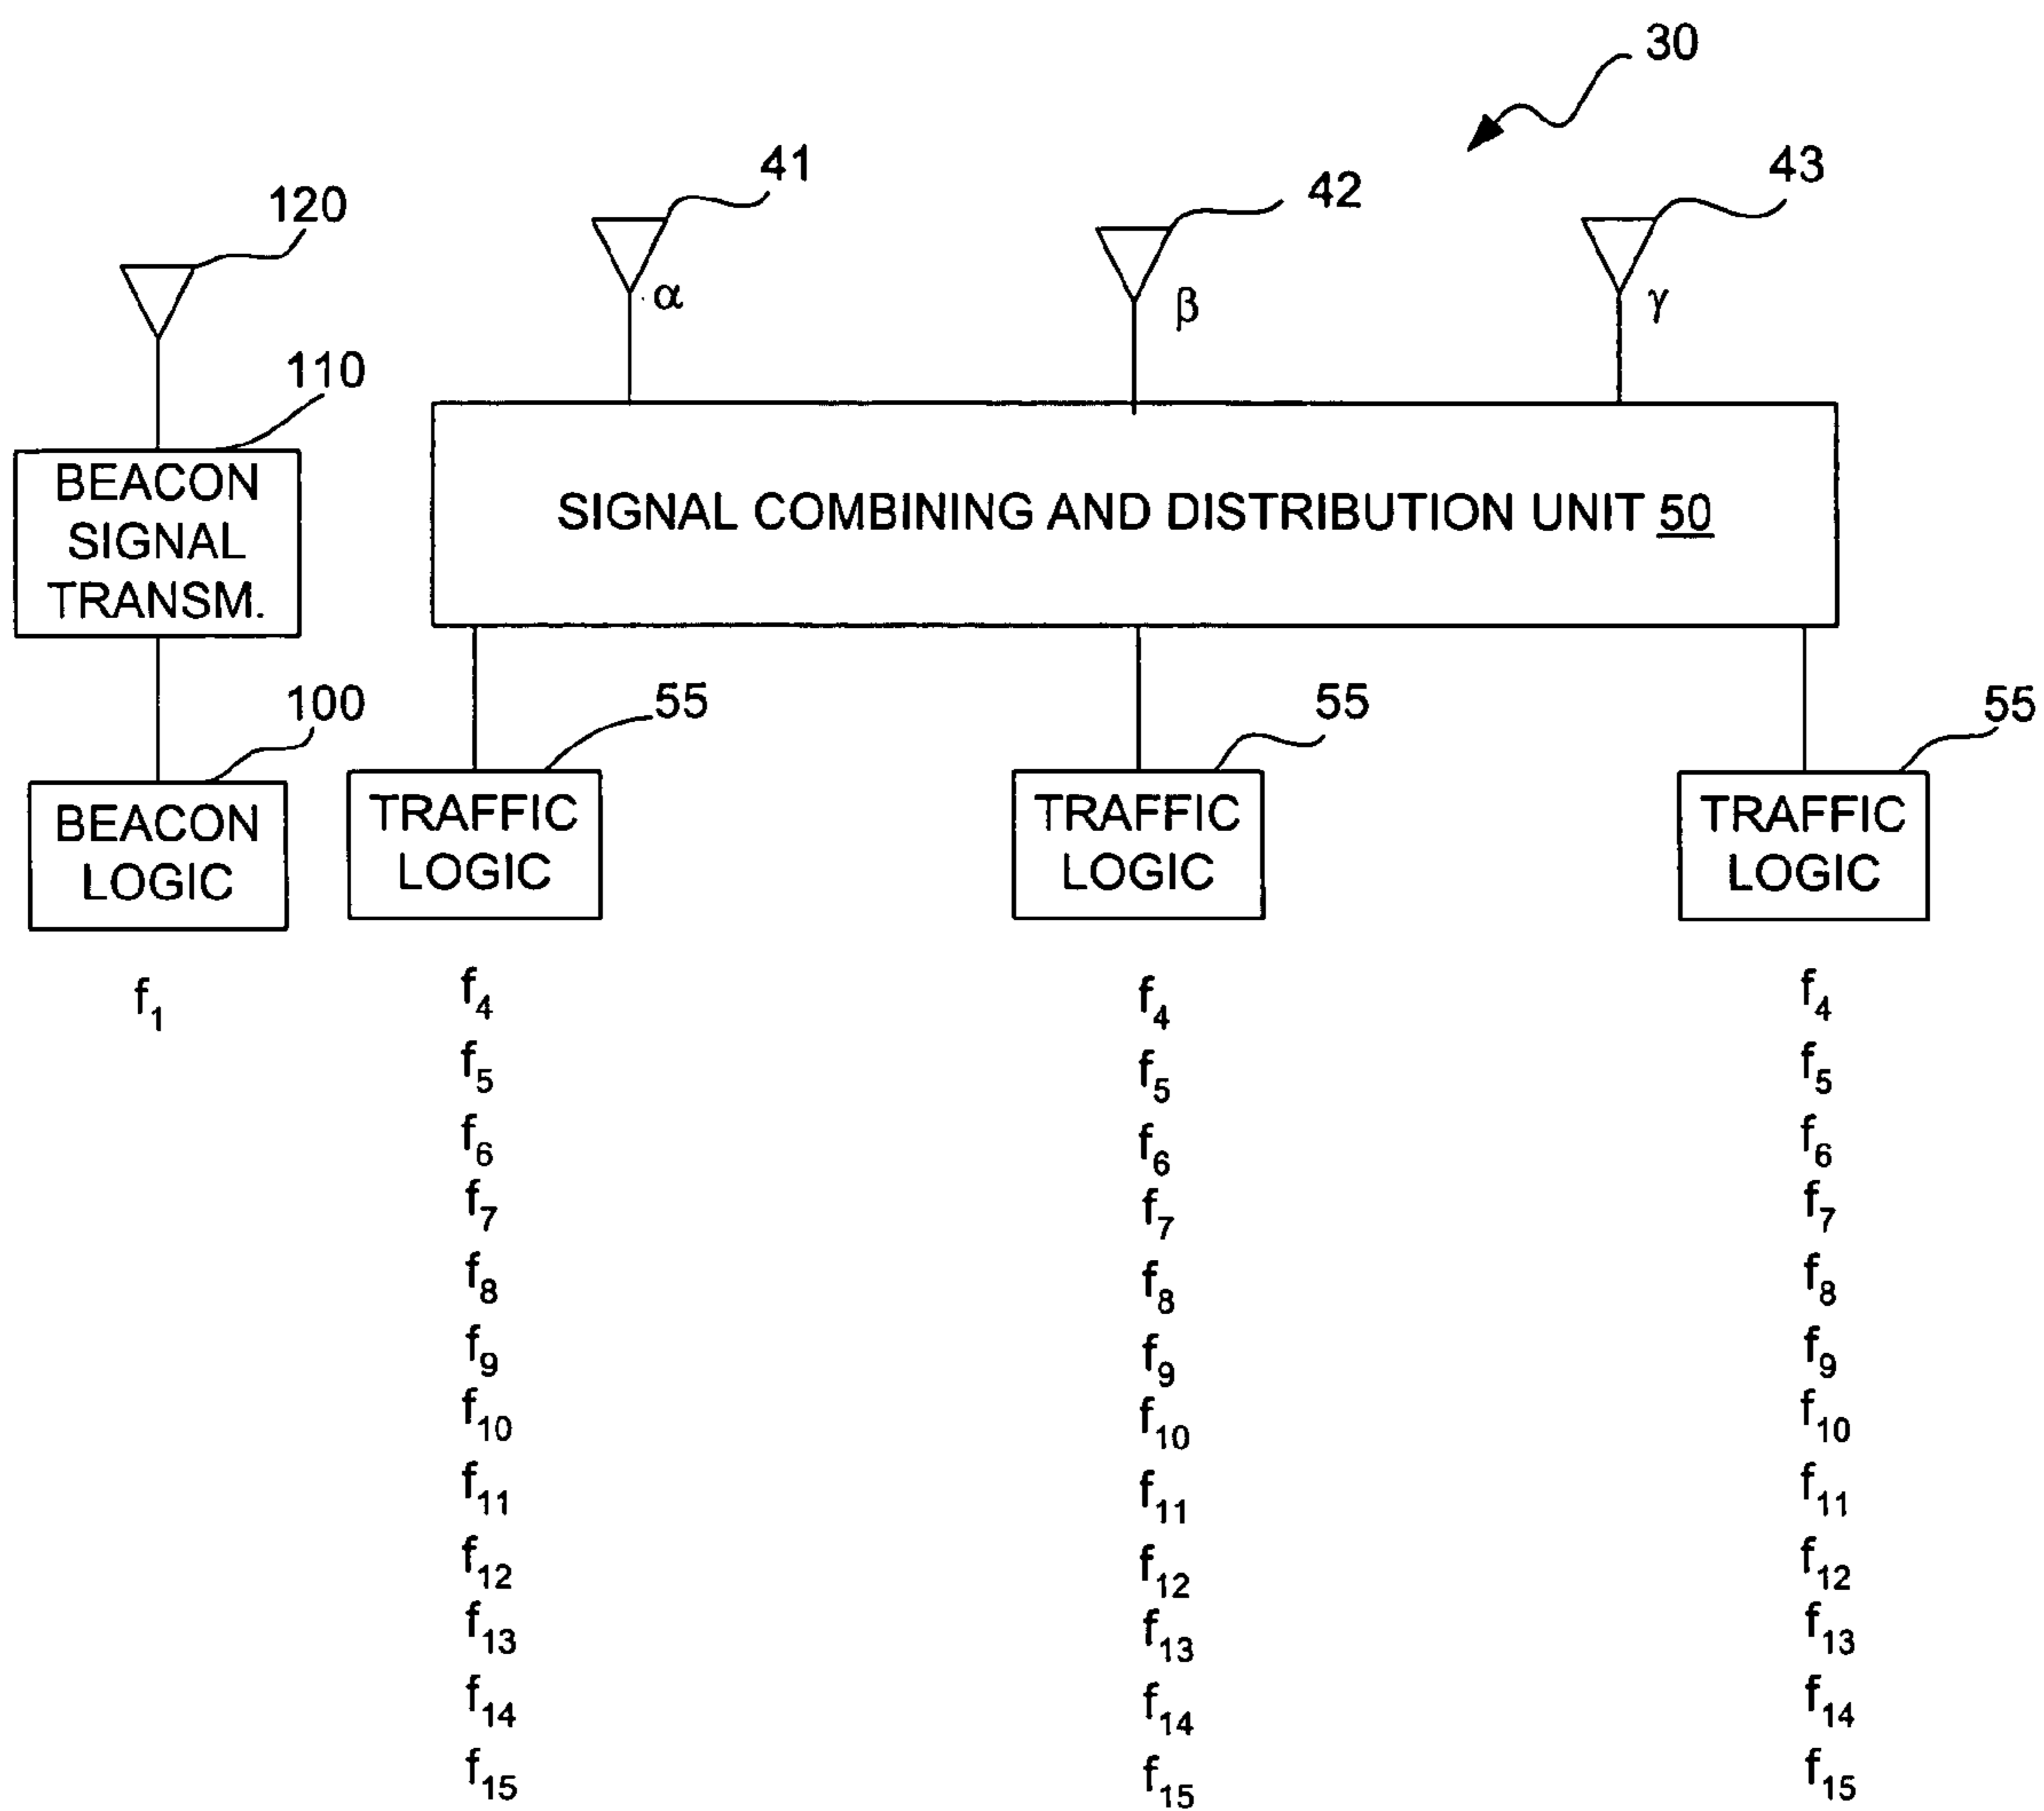 30
41
42
43
120
α
β
γ
110
BEACON
SIGNAL
TRANSM.
SIGNAL COMBINING AND DISTRIBUTION UNIT 50
100
55
55
55
BEACON
LOGIC
TRAFFIC
LOGIC
TRAFFIC
LOGIC
TRAFFIC
LOGIC
f1
f4
f5
f6
f7
f8
f9
f10
f11
f12
f13
f14
f15
f4
f5
f6
f7
f8
f9
f10
f11
f12
f13
f14
f15
f4
f5
f6
f7
f8
f9
f10
f11
f12
f13
f14
f15